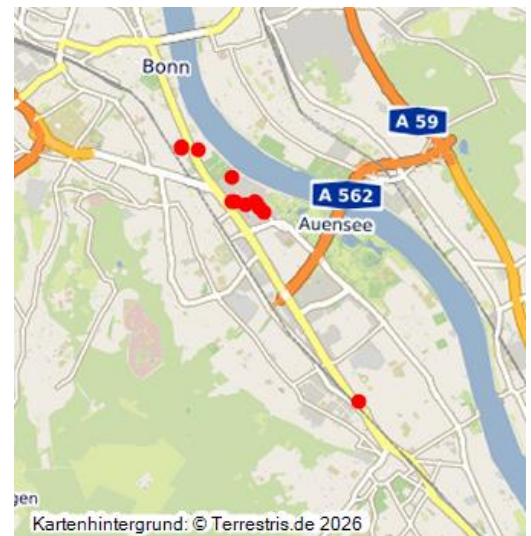 Bonn
A 59
A 562
Auensee
gen
Kartenhintergrund: © Terrestris.de 2026